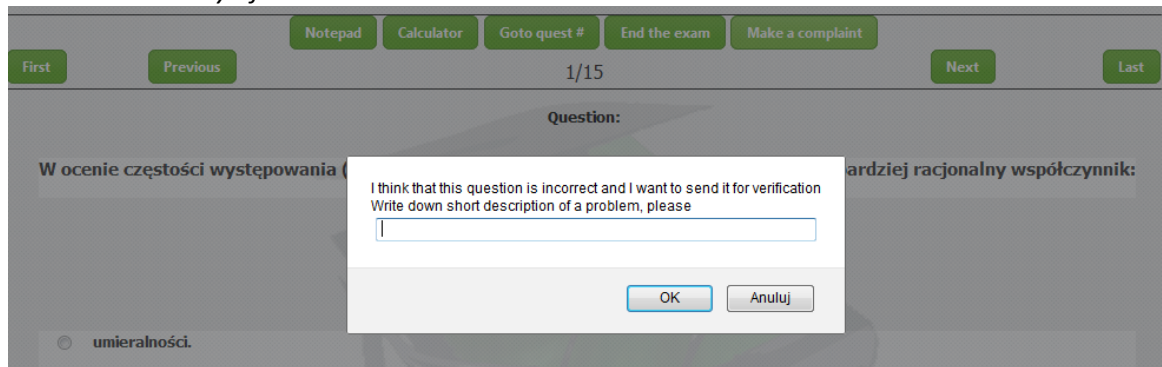 Notepad Calculator Goto quest # End the exam Make a complaint
First Previous 1/15 Next Last
Question:
W ocenie częstości występowania ( ardziej racjonalny współczynnik:
I think that this question is incorrect and I want to send it for verification
Write down short description of a problem, please
OK Anuluj
umieralności.